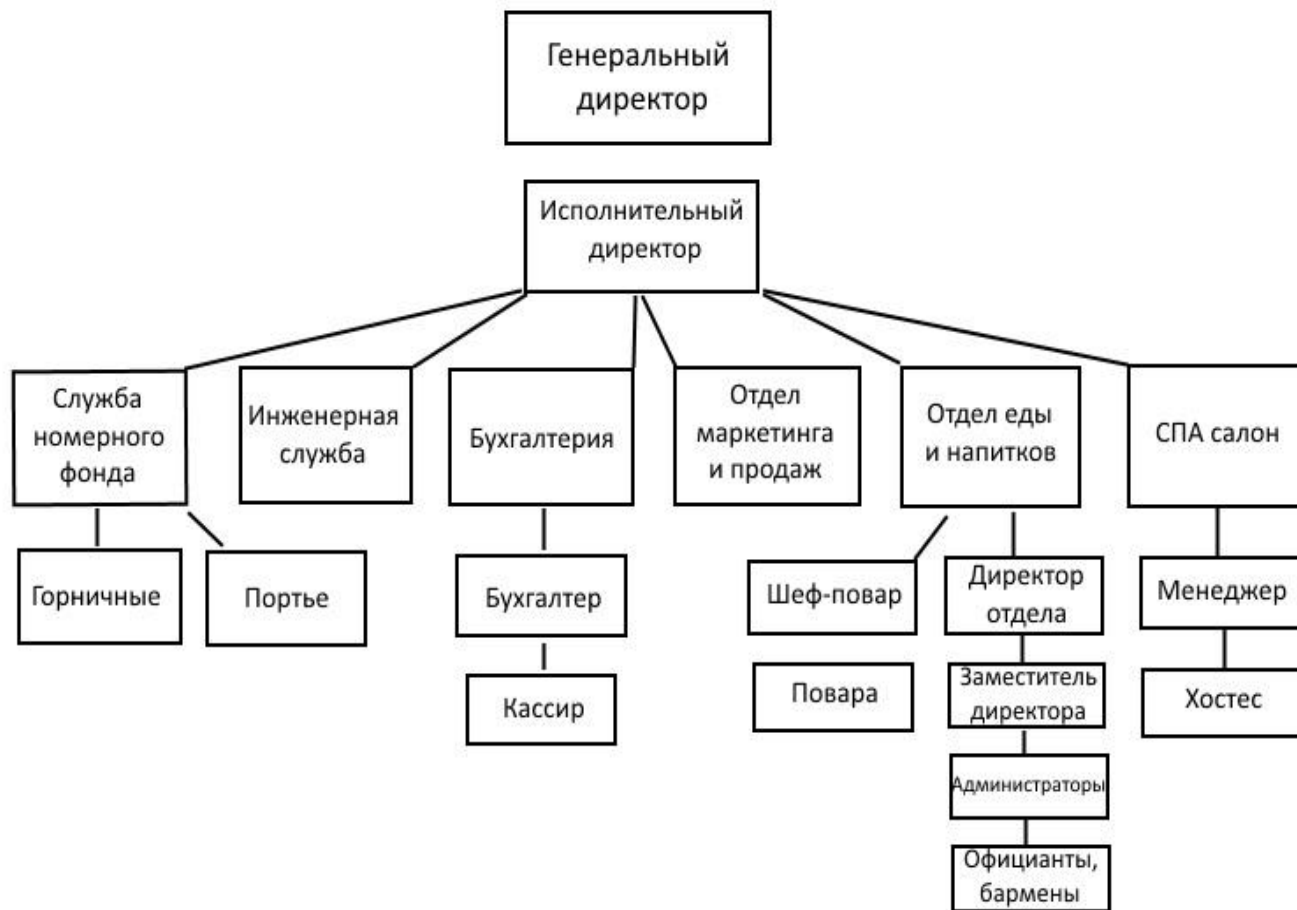 Генеральный
директор
Исполнительный
директор
Служба
номерного
фонда
Инженерная
служба
Бухгалтерия
Отдел
маркетинга
и продаж
Отдел еды
и напитков
СПА салон
Горничные
Портье
Бухгалтер
Шеф-повар
Директор
отдела
Менеджер
Кассир
Повара
Заместитель
директора
Хостес
Администраторы
Официанты,
бармены